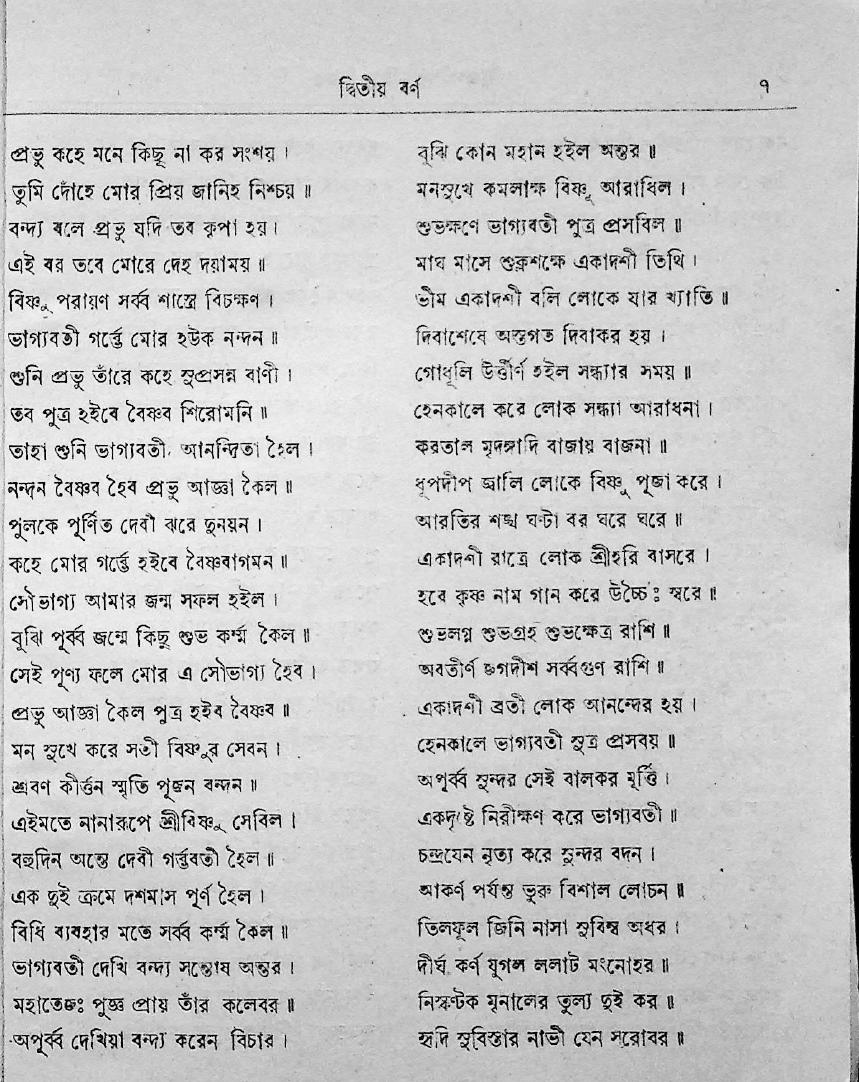 দ্বিতীয় বর্ণ
৭
প্রভু কহে মনে কিছু না কর সংশয় ।
তুমি দোঁহে মোর প্রিয় জানিহ নিশ্চয় ॥
বন্দ্য বলে প্রভু যদি তব কৃপা হয় ।
এই বর তবে মোরে দেহ দয়াময় ॥
বিষ্ণু পরায়ণ সর্ব্ব শাস্ত্রে বিচক্ষণ ।
ভাগ্যবতী গর্ব্ভে মোর হউক নন্দন ॥
শুনি প্রভু তাঁরে কহে সুপ্রসন্ন বাণী ।
তব পুত্র হইবে বৈষ্ণব শিরোমনি ॥
তাহা শুনি ভাগ্যবতী আনন্দিতা হৈল ।
নন্দন বৈষ্ণব হৈব প্রভু আজ্ঞা কৈল ॥
পুলকে পূর্ণিত দেবী ঝরে দুনয়ন ।
কহে মোর গর্ব্ভে হইবে বৈষ্ণবাগমন ॥
সৌভাগ্য আমার জন্ম সফল হইল ।
বুঝি পূর্ব্ব জন্মে কিছু শুভ কর্ম্ম কৈল ॥
সেই পূণ্য ফলে মোর এ সৌভাগ্য হৈব ।
প্রভু আজ্ঞা কৈল পুত্র হইব বৈষ্ণব ॥
মন সুখে করে সতী বিষ্ণুর সেবন ।
শ্রবণ কীর্ত্তন স্মৃতি পূজন বন্দন ॥
এইমতে নানারূপে শ্রীবিষ্ণু সেবিল ।
বহুদিন অন্তে দেবী গর্ব্ভবতী হৈল ॥
এক দুই ক্রমে দশমাস পূর্ণ হৈল ।
বিধি ব্যবহার মতে সর্ব্ব কর্ম্ম কৈল ॥
ভাগ্যবতী দেখি বন্দ্য সন্তোষ অন্তর ।
মহাতেজঃ পুজ্ঞ প্রায় তাঁর কলেবর ॥
অপূর্ব্ব দেখিয়া বন্দ্য করেন বিচার ।
বুঝি কোন মহান হইল অন্তর ॥
মনসুখে কমলাক্ষ বিষ্ণু আরাধিল ।
শুভক্ষণে ভাগ্যবতী পুত্র প্রসবিল ॥
মাঘ মাসে শুক্লপক্ষে একাদশী তিথি ।
ভীম একাদশী বলি লোকে যার খ্যাতি ॥
দিবাশেষে অস্তগত দিবাকর হয় ।
গোধূলি উর্ত্তীর্ণ হইল সন্ধ্যার সময় ॥
হেনকালে করে লোক সন্ধ্যা আরাধনা ।
করতাল মৃদঙ্গাদি বাজায় বাজনা ॥
ধূপদীপ জ্বালি লোকে বিষ্ণু পূজা করে ।
আরতির শঙ্খ ঘণ্টা বর ঘরে ঘরে ॥
একাদশী রাত্রে লোক শ্রীহরি বাসরে ।
হবে কৃষ্ণ নাম গান করে উচ্চৈঃ স্বরে ॥
শুভলগ্ন শুভগ্রহ শুভক্ষেত্র রাশি ॥
অবতীর্ণ জগদীশ সর্ব্বগুণ রাশি ॥
একাদশী ব্রতী লোক আনন্দের হয় ।
হেনকালে ভাগ্যবতী সুত্র প্রসবয় ॥
অপূর্ব্ব সুন্দর সেই বালকর মূর্ত্তি ।
একদৃষ্টে নিরীক্ষণ করে ভাগ্যবতী ॥
চন্দ্রযেন নৃত্য করে সুন্দর বদন ।
আকর্ণ পর্যন্ত ভুরু বিশাল লোচন ॥
তিলফূল জিনি নাসা সুবিম্ব অধর ।
দীর্ঘ কর্ণ যুগল ললাট মংনোহর ॥
নিস্কণ্টক মৃনালের তুল্য দুই কর ॥
হৃদি সুবিস্তার নাভী যেন সরোবর ॥